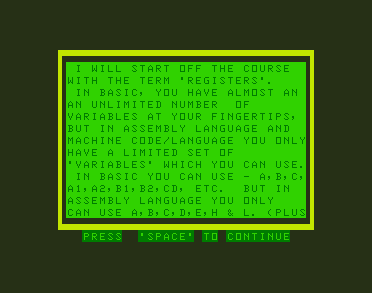 I WILL START OFF THE COURSE
WITH THE TERM 'REGISTERS'.
IN BASIC, YOU HAVE ALMOST AN
AN UNLIMITED NUMBER  OF
VARIABLES AT YOUR FINGERTIPS,
BUT IN ASSEMBLY LANGUAGE AND
MACHINE CODE/LANGUAGE YOU ONLY
HAVE A LIMITED SET OF
'VARIABLES' WHICH YOU CAN USE.
IN BASIC YOU CAN USE - A,B,C,
A1,A2,B1,B2,CD, ETC.  BUT IN
ASSEMBLY LANGUAGE YOU ONLY
CAN USE A,B,C,D,E,H & L. (PLUS
PRESS  'SPACE' TO CONTINUE